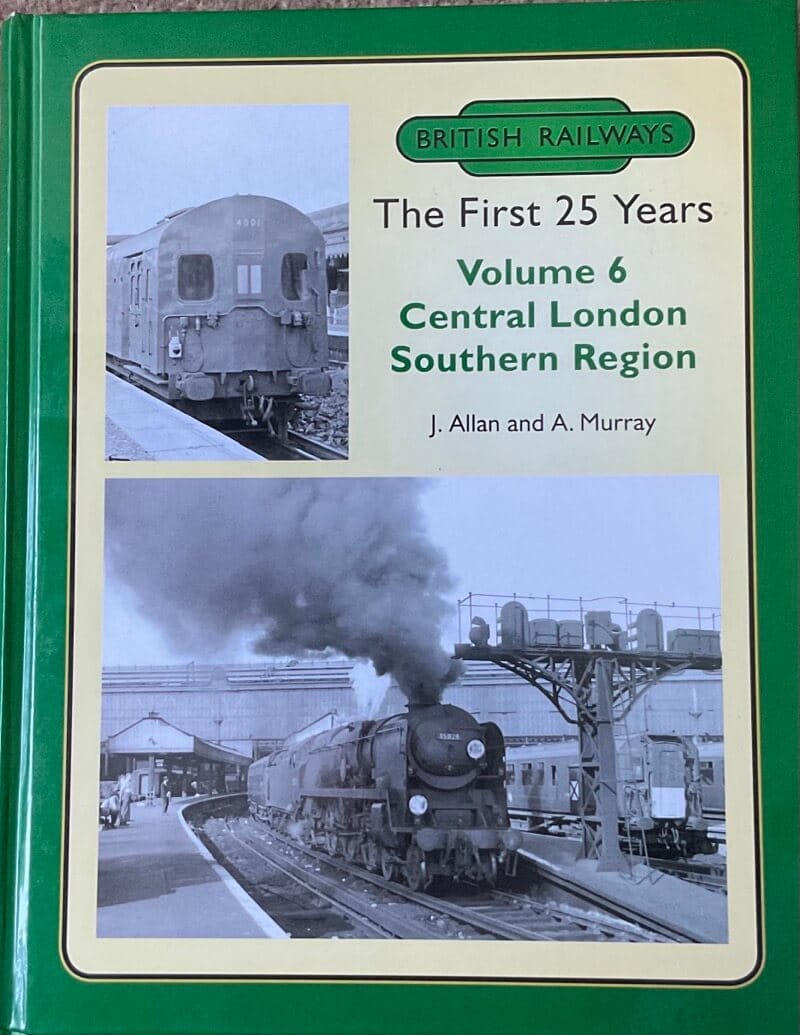 BRITISH RAILWAYS
The First 25 Years
Volume 6
Central London
Southern Region
J. Allan and A. Murray
4001
35028